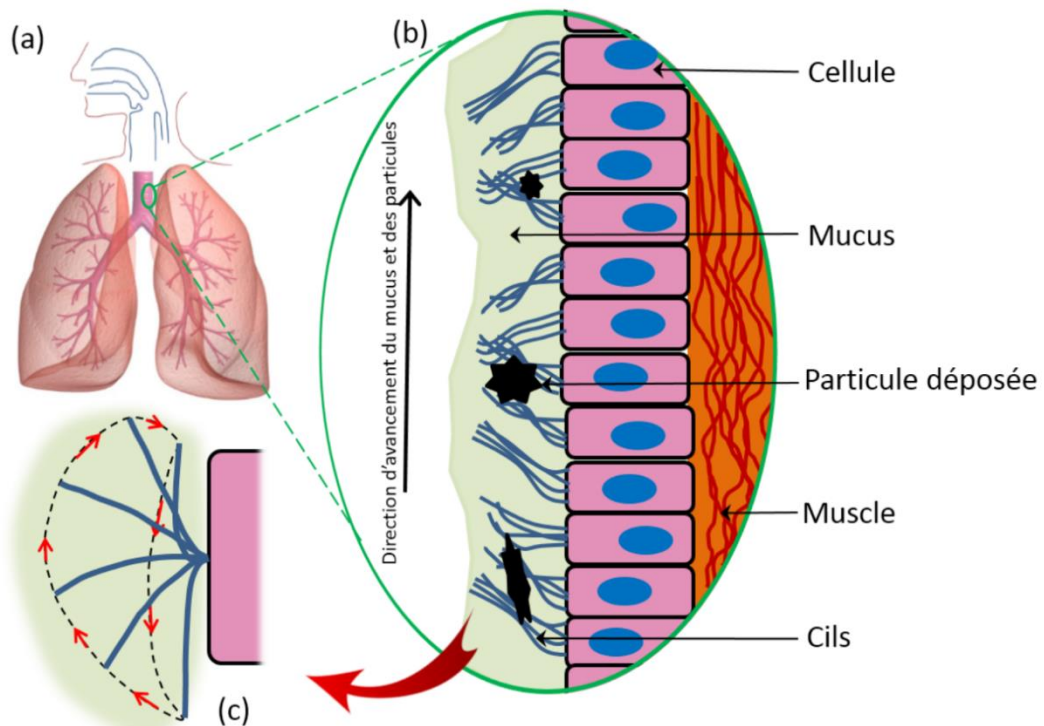 (a)
(b)
Cellule
Direction d'avancement du mucus et des particules
Mucus
Particule déposée
Muscle
Cils
(c)